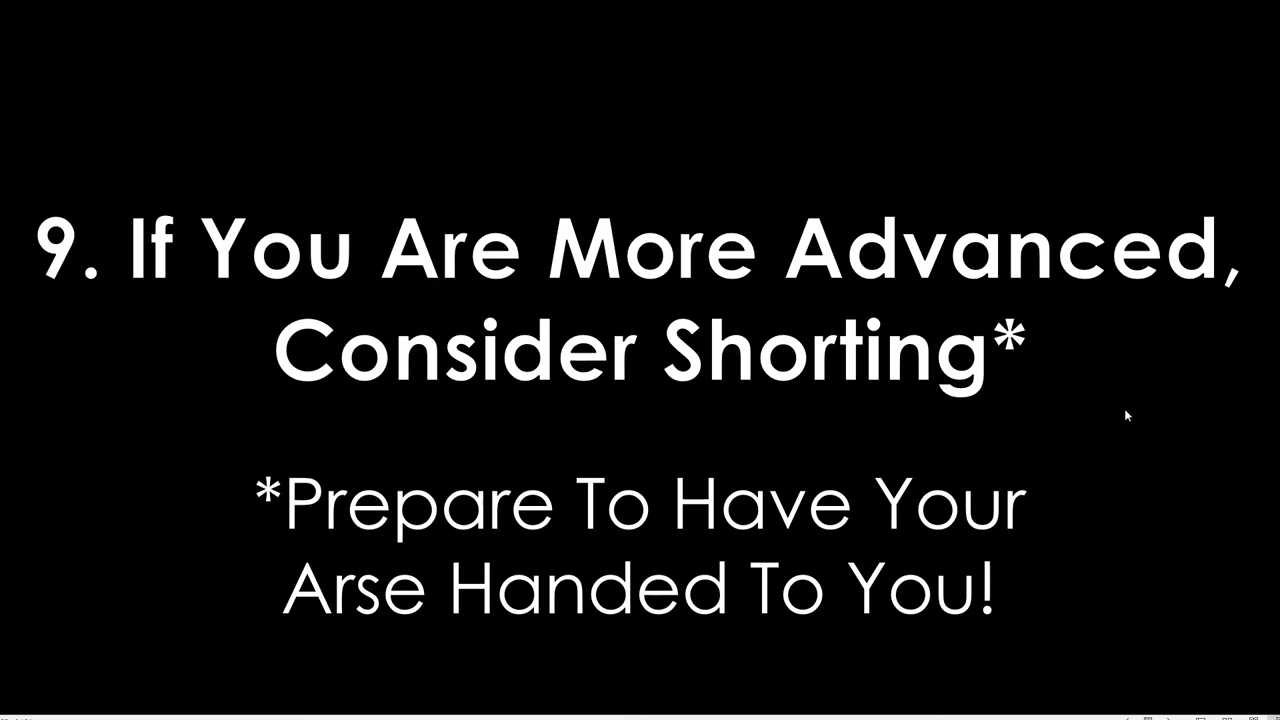 9. If You Are More Advanced,
Consider Shorting*
*Prepare To Have Your
Arse Handed To You!